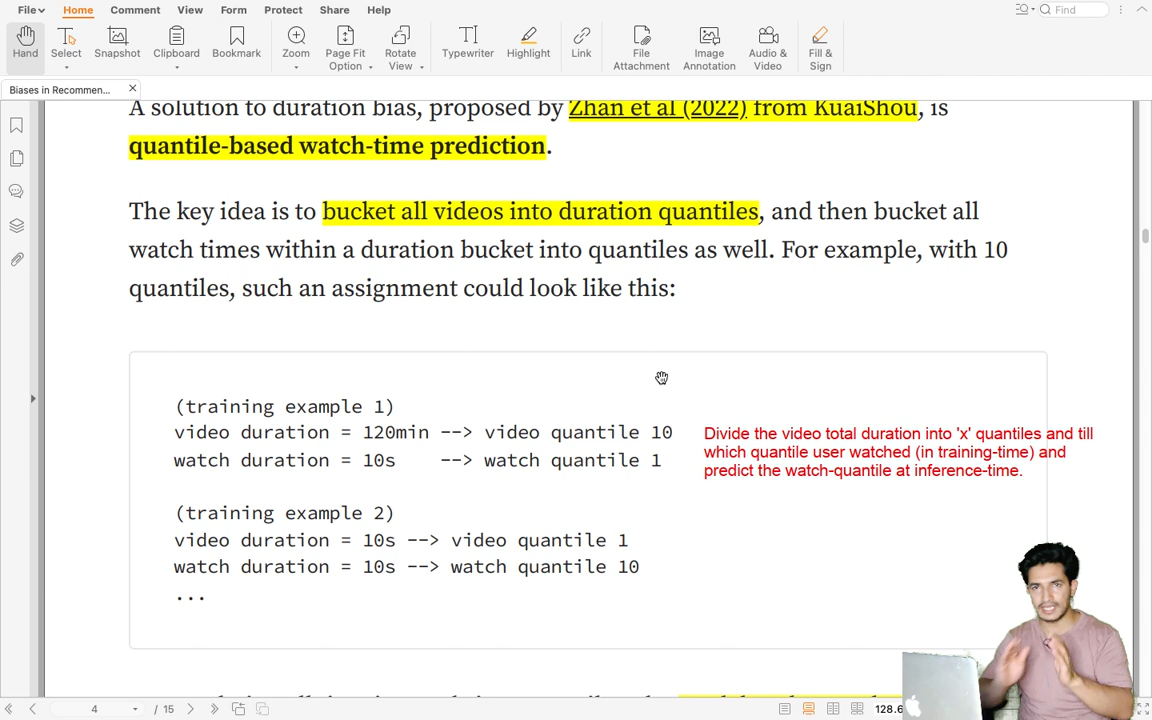 File Home Comment View Form Protect Share Help Find
Hand Select Snapshot Clipboard Bookmark Zoom Page Fit Option Rotate View Typewriter Highlight Link File Attachment Image Annotation Audio & Video Fill & Sign
Biases in Recommen...
A solution to duration bias, proposed by Zhan et al (2022) from KuaiShou, is
quantile-based watch-time prediction.
The key idea is to bucket all videos into duration quantiles, and then bucket all
watch times within a duration bucket into quantiles as well. For example, with 10
quantiles, such an assignment could look like this:
(training example 1)
video duration = 120min --> video quantile 10
watch duration = 10s --> watch quantile 1
Divide the video total duration into 'x' quantiles and till
which quantile user watched (in training-time) and
predict the watch-quantile at inference-time.
(training example 2)
video duration = 10s --> video quantile 1
watch duration = 10s --> watch quantile 10
...
4 / 15 128.6